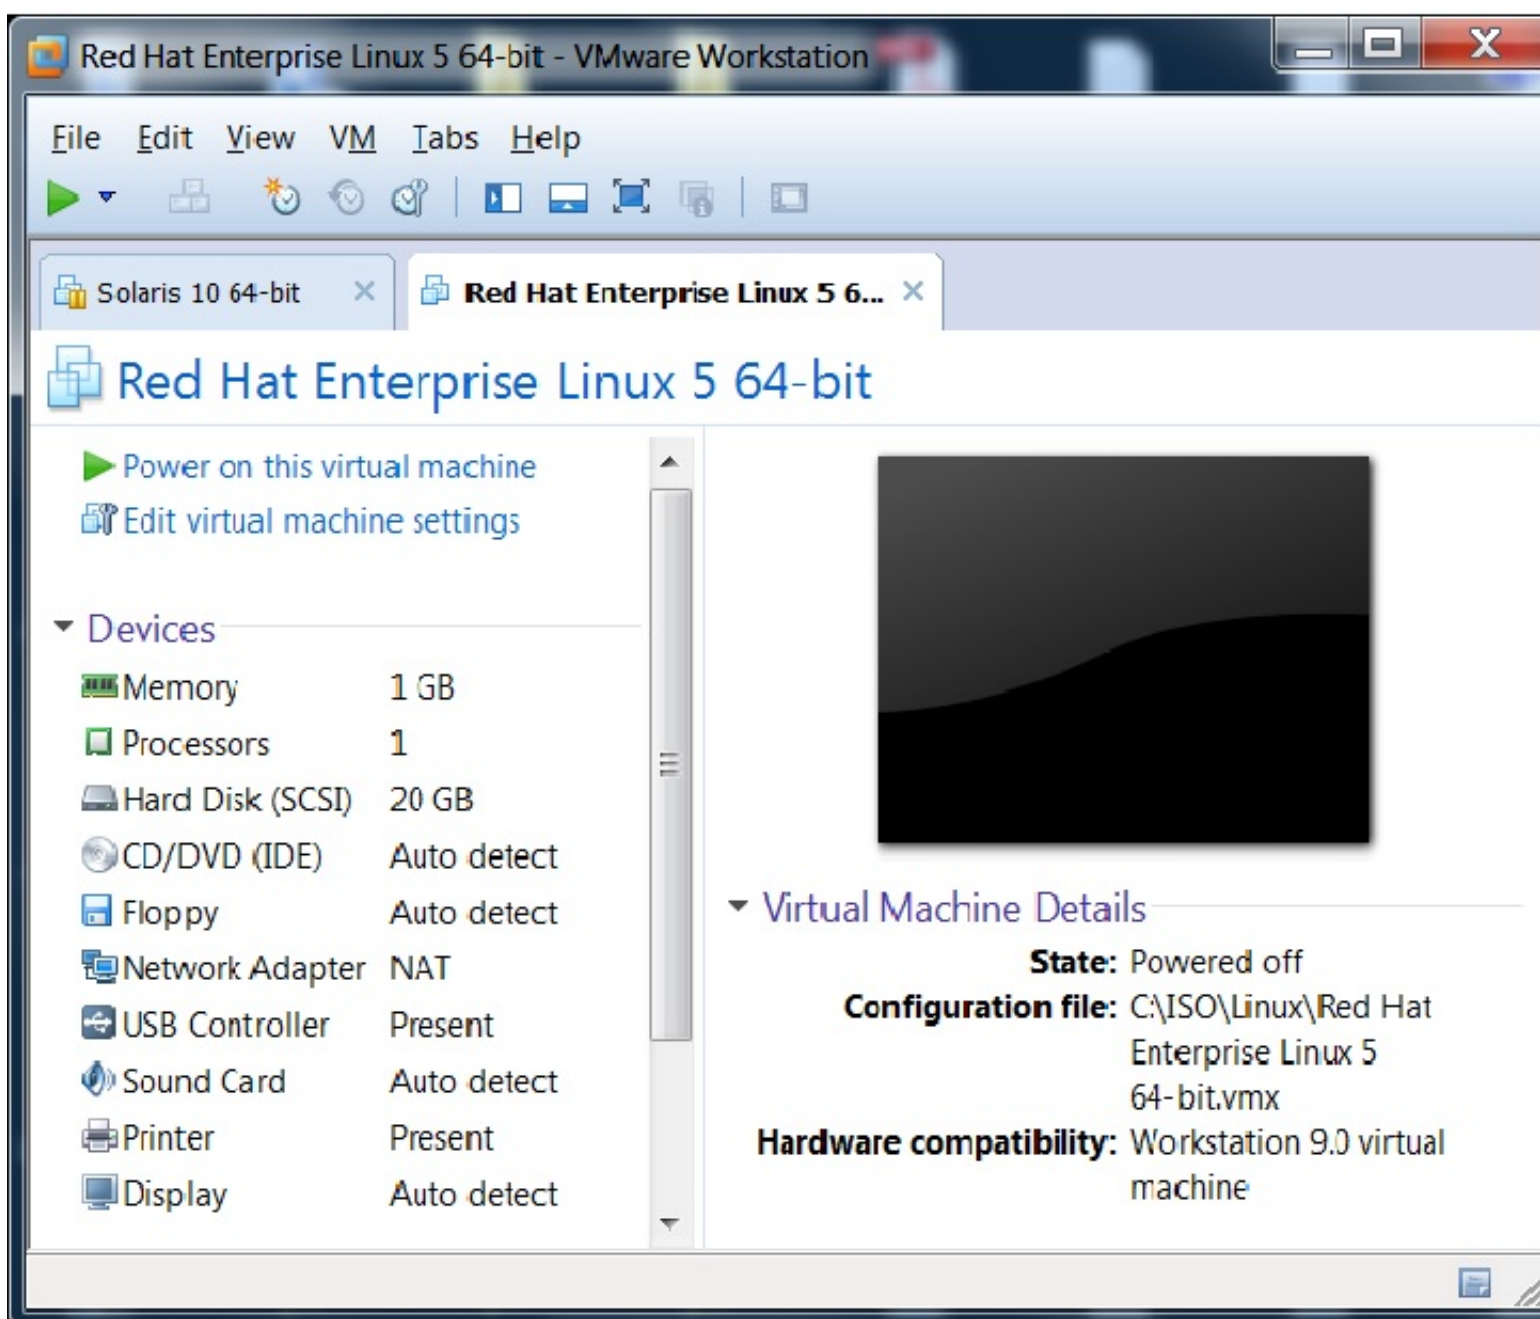 Red Hat Enterprise Linux 5 64-bit - VMware Workstation
File Edit View VM Tabs Help
Solaris 10 64-bit
Red Hat Enterprise Linux 5 6...
Red Hat Enterprise Linux 5 64-bit
Power on this virtual machine
Edit virtual machine settings
Devices
Memory 1 GB
Processors 1
Hard Disk (SCSI) 20 GB
CD/DVD (IDE) Auto detect
Floppy Auto detect
Network Adapter NAT
USB Controller Present
Sound Card Auto detect
Printer Present
Display Auto detect
Virtual Machine Details
State: Powered off
Configuration file: C\ISO\Linux\Red Hat
Enterprise Linux 5
64-bit.vmx
Hardware compatibility: Workstation 9.0 virtual
machine